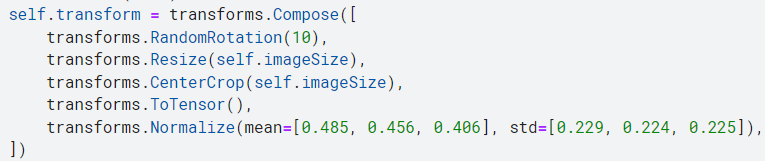 self.transform = transforms.Compose([
    transforms.RandomRotation(10),
    transforms.Resize(self.imageSize),
    transforms.CenterCrop(self.imageSize),
    transforms.ToTensor(),
    transforms.Normalize(mean=[0.485, 0.456, 0.406], std=[0.229, 0.224, 0.225]),
])